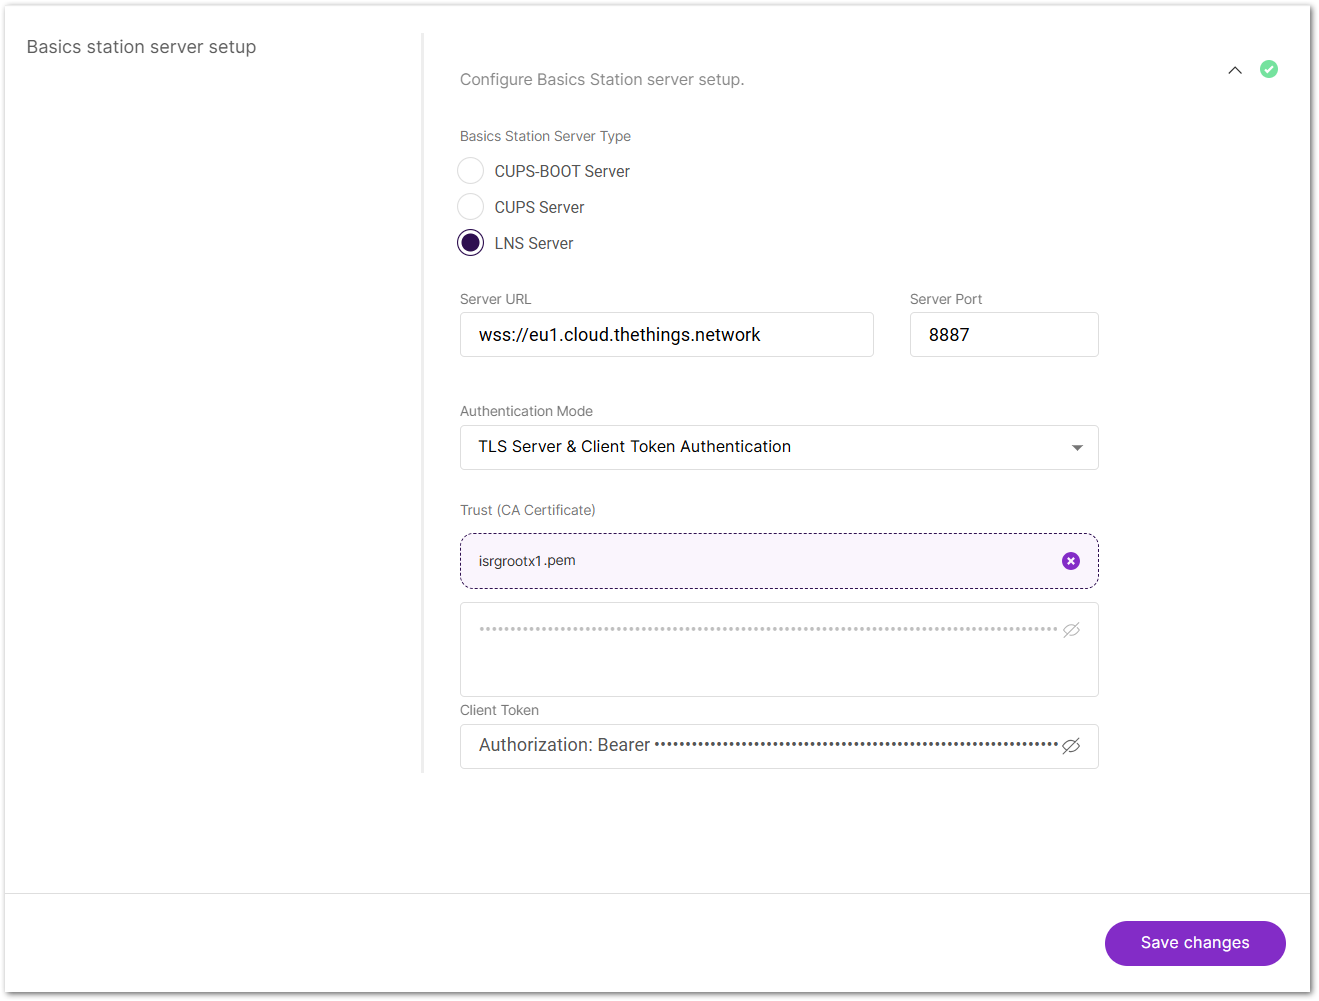 Basics station server setup
Configure Basics Station server setup.
Basics Station Server Type
CUPS-BOOT Server
CUPS Server
LNS Server
Server URL
Server Port
wss://eu1.cloud.thethings.network
8887
Authentication Mode
TLS Server & Client Token Authentication
Trust (CA Certificate)
isrgrootx1.pem
Client Token
Authorization: Bearer
Save changes